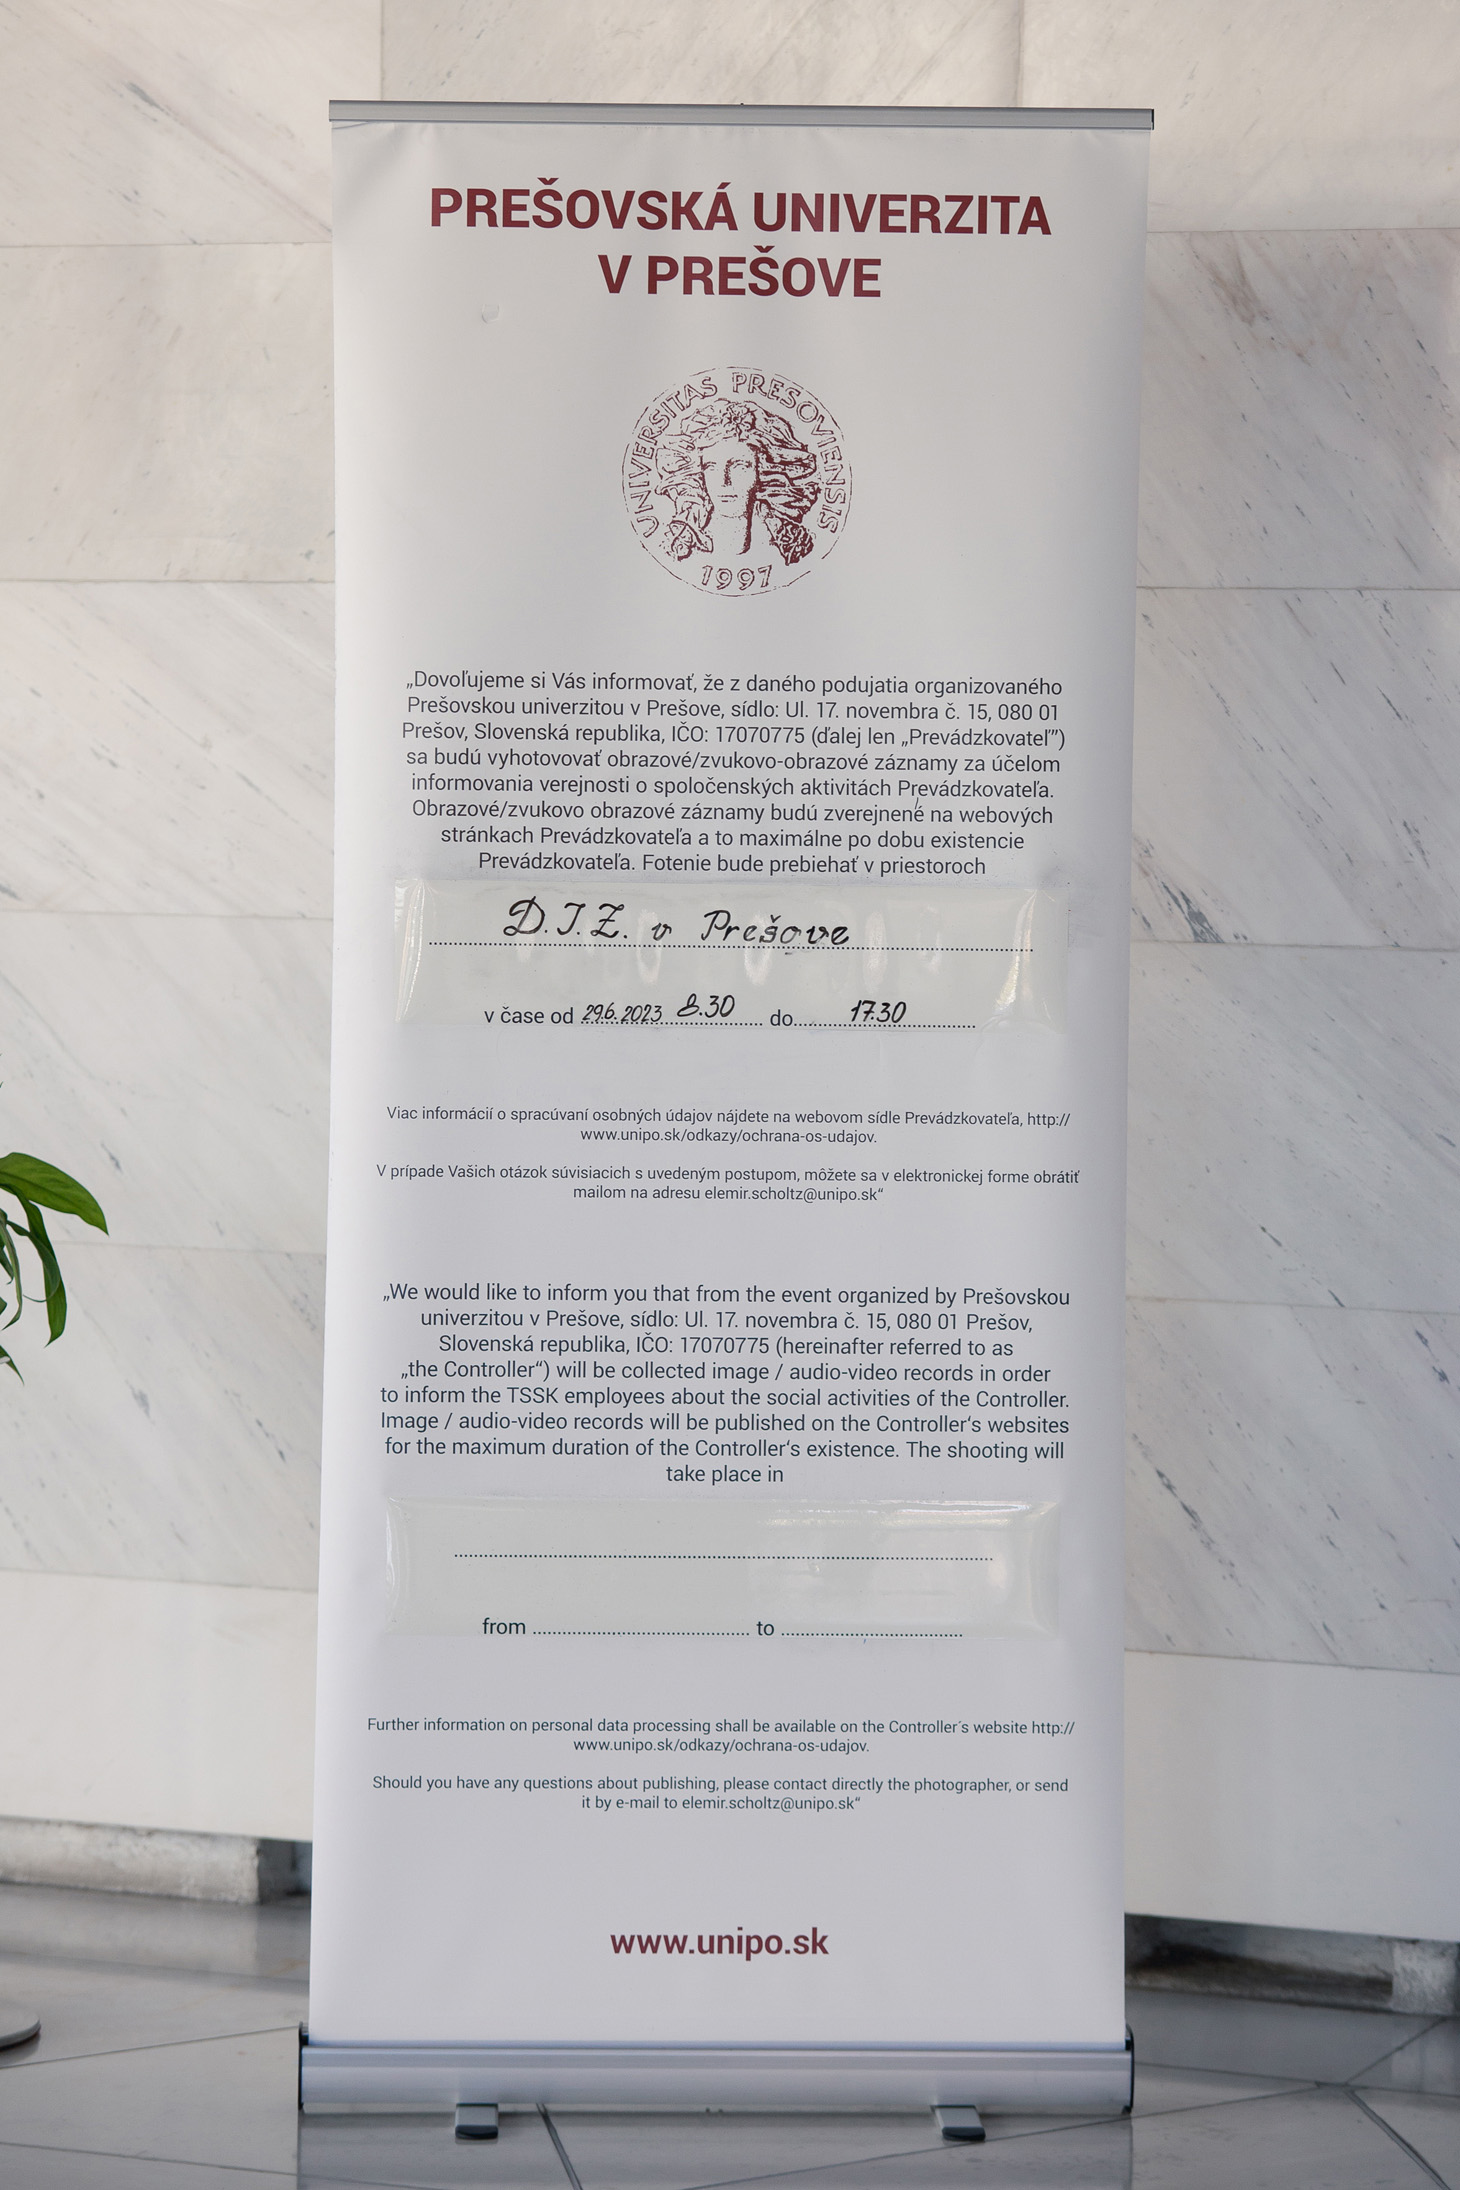 PREŠOVSKÁ UNIVERZITA
V PREŠOVE
UNIVERSITAS PRESOVIENSIS
1997
„Dovoľujeme si Vás informovať, že z daného podujatia organizovaného
Prešovskou univerzitou v Prešove, sídlo: Ul. 17. novembra č. 15, 080 01
Prešov, Slovenská republika, IČO: 17070775 (ďalej len „Prevádzkovateľ")
sa budú vyhotovovať obrazové/zvukovo-obrazové záznamy za účelom
informovania verejnosti o spoločenských aktivitách Prevádzkovateľa.
Obrazové/zvukovo obrazové záznamy budú zverejnené na webových
stránkach Prevádzkovateľa a to maximálne po dobu existencie
Prevádzkovateľa. Fotenie bude prebiehať v priestoroch
D.J.Z. v Prešove
v čase od 29.6.2023 8.30 do 17.30
Viac informácií o spracúvaní osobných údajov nájdete na webovom sídle Prevádzkovateľa, http://
www.unipo.sk/odkazy/ochrana-os-udajov.
V prípade Vašich otázok súvisiacich s uvedeným postupom, môžete sa v elektronickej forme obrátiť
mailom na adresu elemir.scholtz@unipo.sk“
„We would like to inform you that from the event organized by Prešovskou
univerzitou v Prešove, sídlo: Ul. 17. novembra č. 15, 080 01 Prešov,
Slovenská republika, IČO: 17070775 (hereinafter referred to as
„the Controller“) will be collected image / audio-video records in order
to inform the TSSK employees about the social activities of the Controller.
Image / audio-video records will be published on the Controller‘s websites
for the maximum duration of the Controller‘s existence. The shooting will
take place in
from to
Further information on personal data processing shall be available on the Controller´s website http://
www.unipo.sk/odkazy/ochrana-os-udajov.
Should you have any questions about publishing, please contact directly the photographer, or send
it by e-mail to elemir.scholtz@unipo.sk“
www.unipo.sk